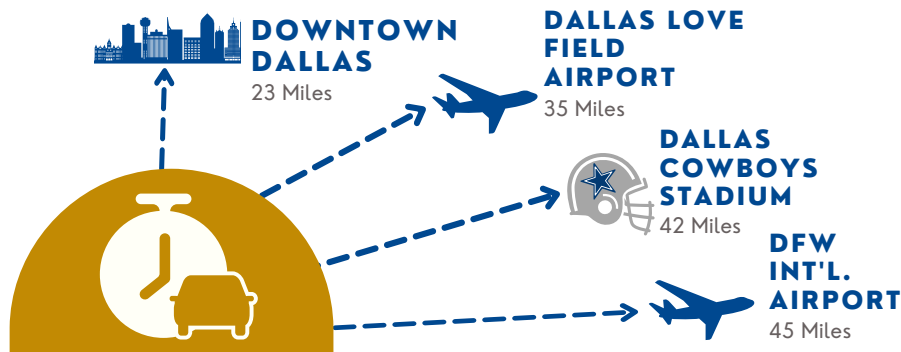 DOWNTOWN
DALLAS
23 Miles
DALLAS LOVE
FIELD
AIRPORT
35 Miles
DALLAS
COWBOYS
STADIUM
42 Miles
DFW
INT'L.
AIRPORT
45 Miles